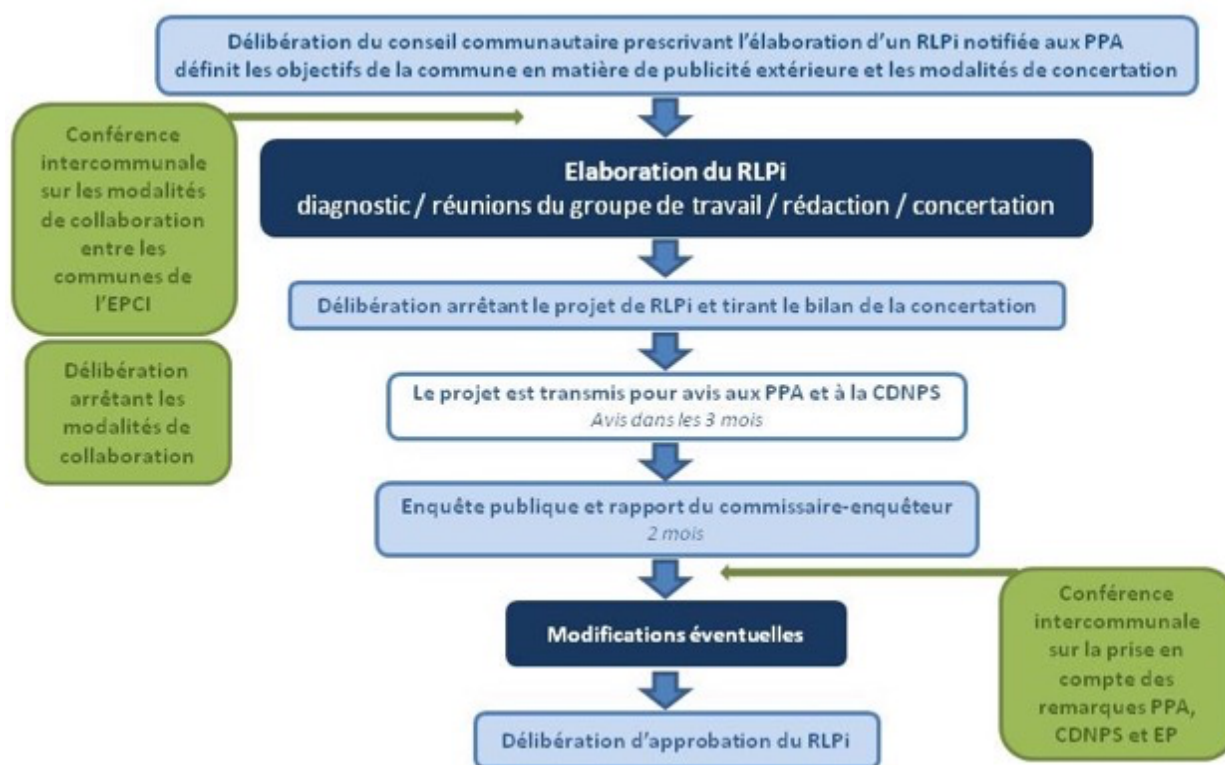 Délibération du conseil communautaire prescrivant l'élaboration d'un RLPi notifiée aux PPA
définit les objectifs de la commune en matière de publicité extérieure et les modalités de concertation
Conférence
intercommunale
sur les modalités
de collaboration
entre les
communes de
l'EPCI
Elaboration du RLPi
diagnostic / réunions du groupe de travail / rédaction / concertation
Délibération arrêtant le projet de RLPi et tirant le bilan de la concertation
Délibération
arrêtant les
modalités de
collaboration
Le projet est transmis pour avis aux PPA et à la CDNPS
Avis dans les 3 mois
Enquête publique et rapport du commissaire-enquêteur
2 mois
Conférence
intercommunale
sur la prise en
compte des
remarques PPA,
CDNPS et EP
Modifications éventuelles
Délibération d'approbation du RLPi